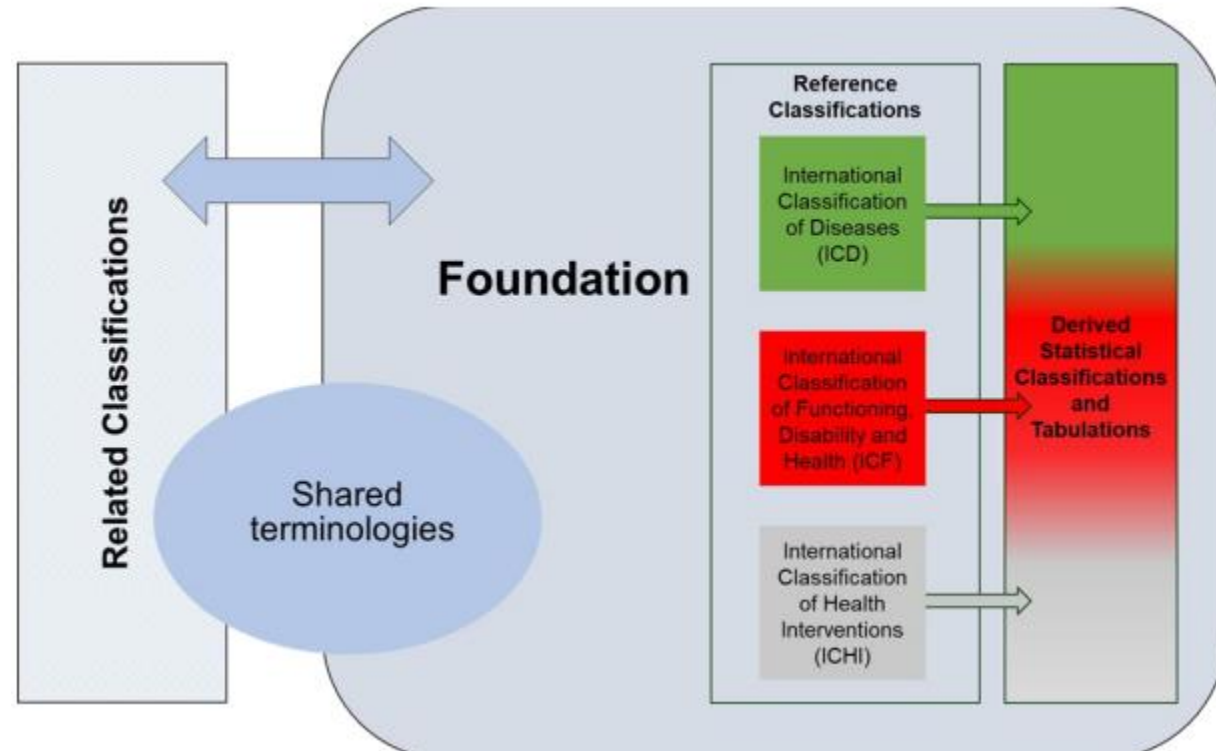 Related Classifications
Foundation
Shared
terminologies
Reference
Classifications
International
Classification
of Diseases
(ICD)
International
Classification
of Functioning,
Disability and
Health (ICF)
International
Classification
of Health
Interventions
(ICHI)
Derived
Statistical
Classifications
and
Tabulations